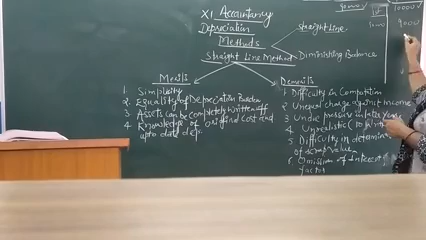 XI Accountancy
Depreciation
Methods
Straight Line
Diminishing Balance
Straight Line Method
Merits
1. Simplicity
2. Equality of Depreciation Burden
3 Assets can be completely written off
4 Knowledge of original cost and
upto date dep.
Demerits
1. Difficulty in Computation
2 Unequal charge against income
3. Undue pressure in later years
4 Unrealistic
5 Difficulty in
of scrap value
6 Omission of Interest
factor
10000
1000
9000